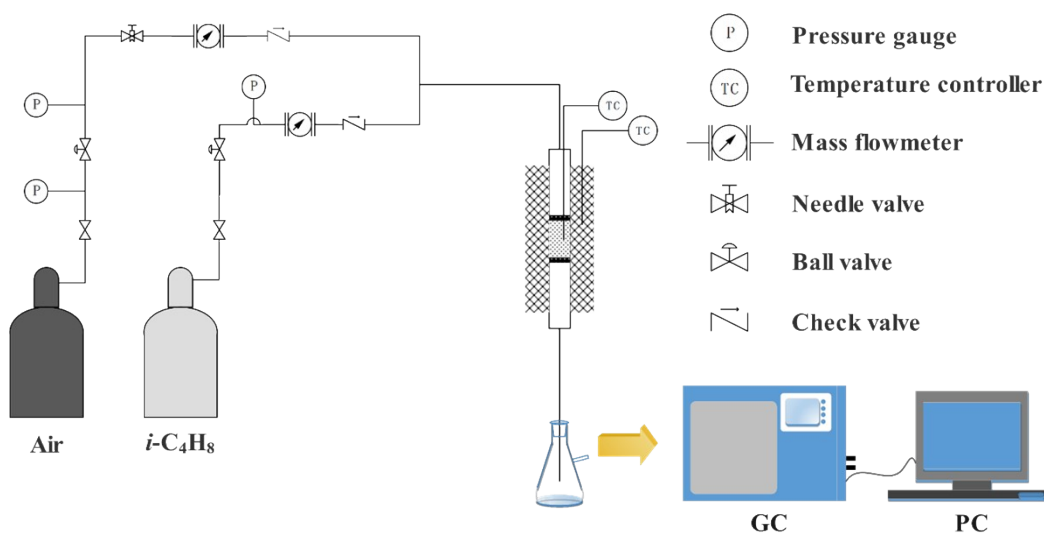 P
Pressure gauge
P
TC
Temperature controller
P
TC
Mass flowmeter
P
Needle valve
Ball valve
Check valve
Air
i-C₄H₈
GC
PC
TC